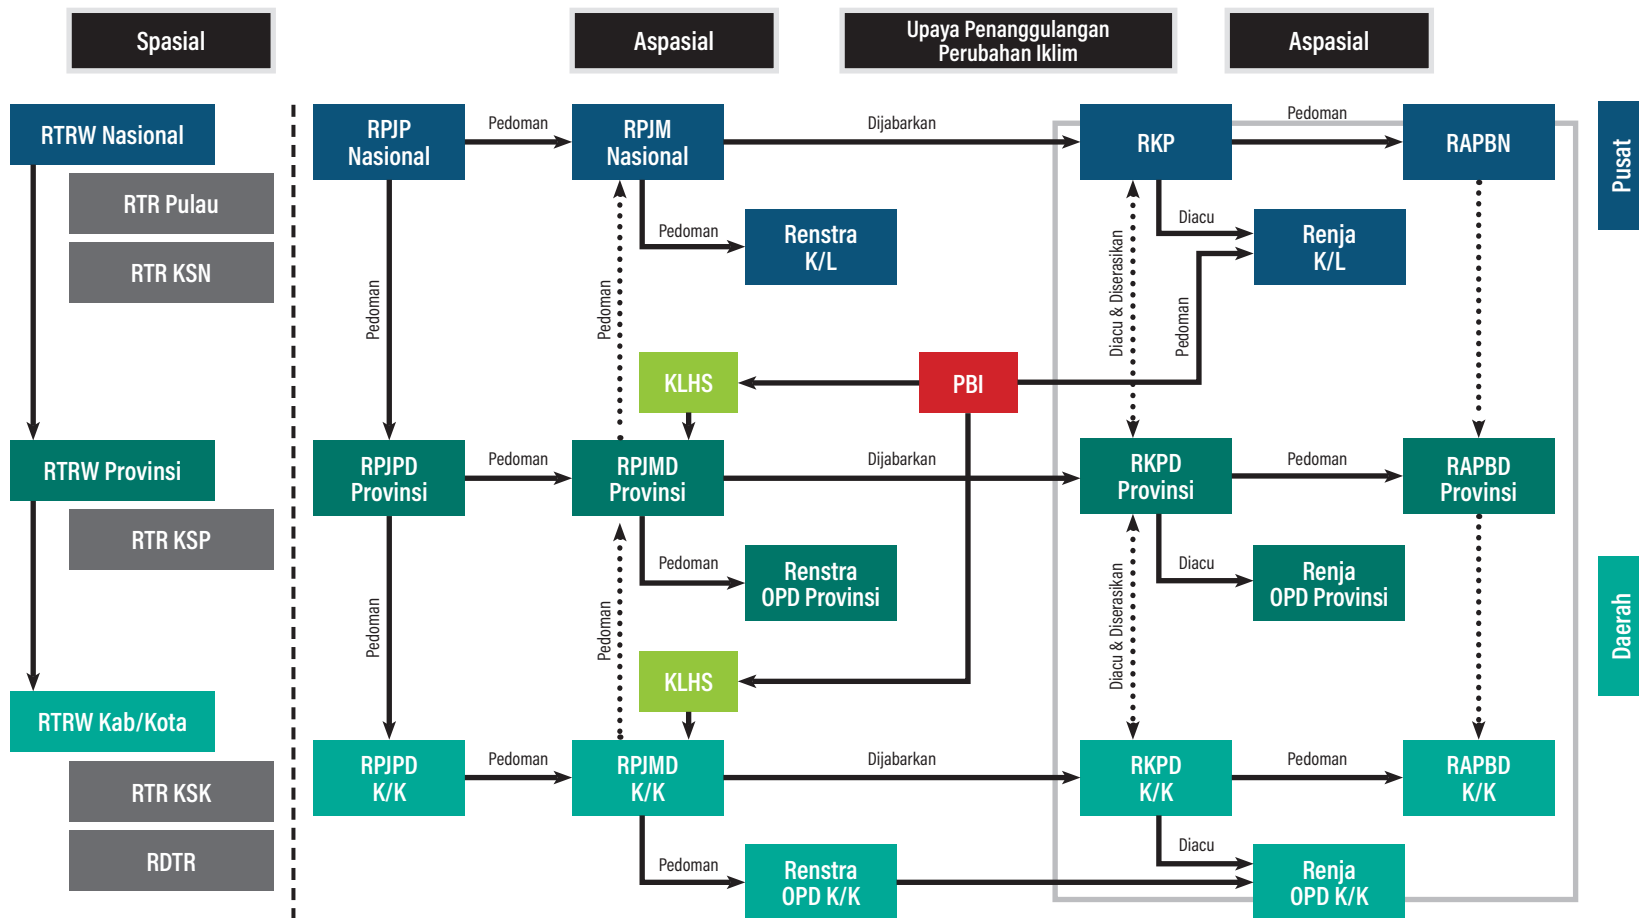 Spasial
Aspasial
Upaya Penanggulangan
Perubahan Iklim
Aspasial
RTRW Nasional
RTR Pulau
RTR KSN
RTRW Provinsi
RTR KSP
RTRW Kab/Kota
RTR KSK
RDTR
RPJP
Nasional
Pedoman
RPJM
Nasional
Dijabarkan
RKP
Pedoman
RAPBN
Pusat
Pedoman
Renstra
K/L
Diacu
Renja
K/L
Pedoman
Pedoman
Diacu & Diserasikan
Pedoman
KLHS
PBI
RPJPD
Provinsi
Pedoman
RPJMD
Provinsi
Dijabarkan
RKPD
Provinsi
Pedoman
RAPBD
Provinsi
Pedoman
Renstra
OPD Provinsi
Diacu
Renja
OPD Provinsi
Daerah
Pedoman
Pedoman
Diacu & Diserasikan
KLHS
RPJPD
K/K
Pedoman
RPJMD
K/K
Dijabarkan
RKPD
K/K
Pedoman
RAPBD
K/K
Pedoman
Renstra
OPD K/K
Diacu
Renja
OPD K/K